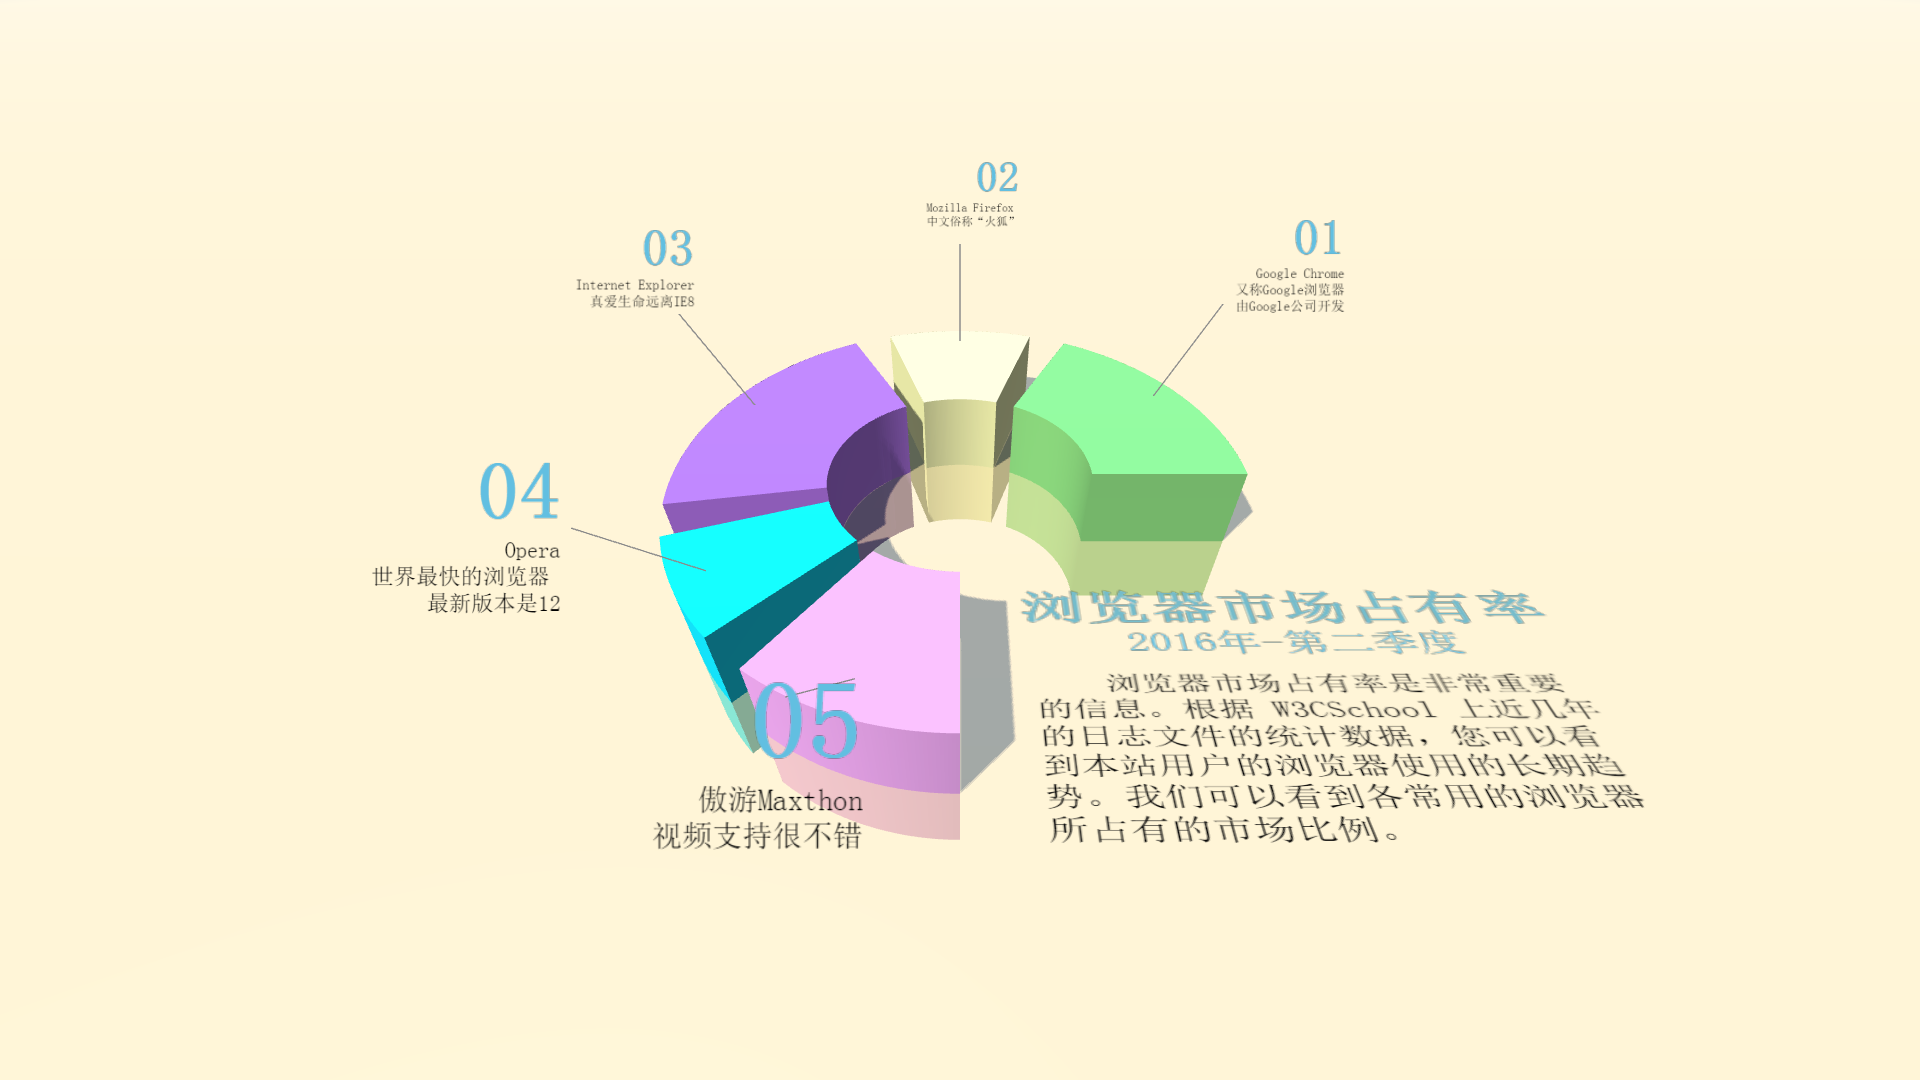 02
Mozilla Firefox
中文俗称“火狐”
01
Google Chrome
又称Google浏览器
由Google公司开发
03
Internet Explorer
真爱生命远离IE8
04
Opera
世界最快的浏览器
最新版本是12
05
傲游Maxthon
视频支持很不错
浏览器市场占有率
2016年-第二季度
浏览器市场占有率是非常重要
的信息。根据 W3CSchool 上近几年
的日志文件的统计数据，您可以看
到本站用户的浏览器使用的长期趋
势。我们可以看到各常用的浏览器
所占有的市场比例。